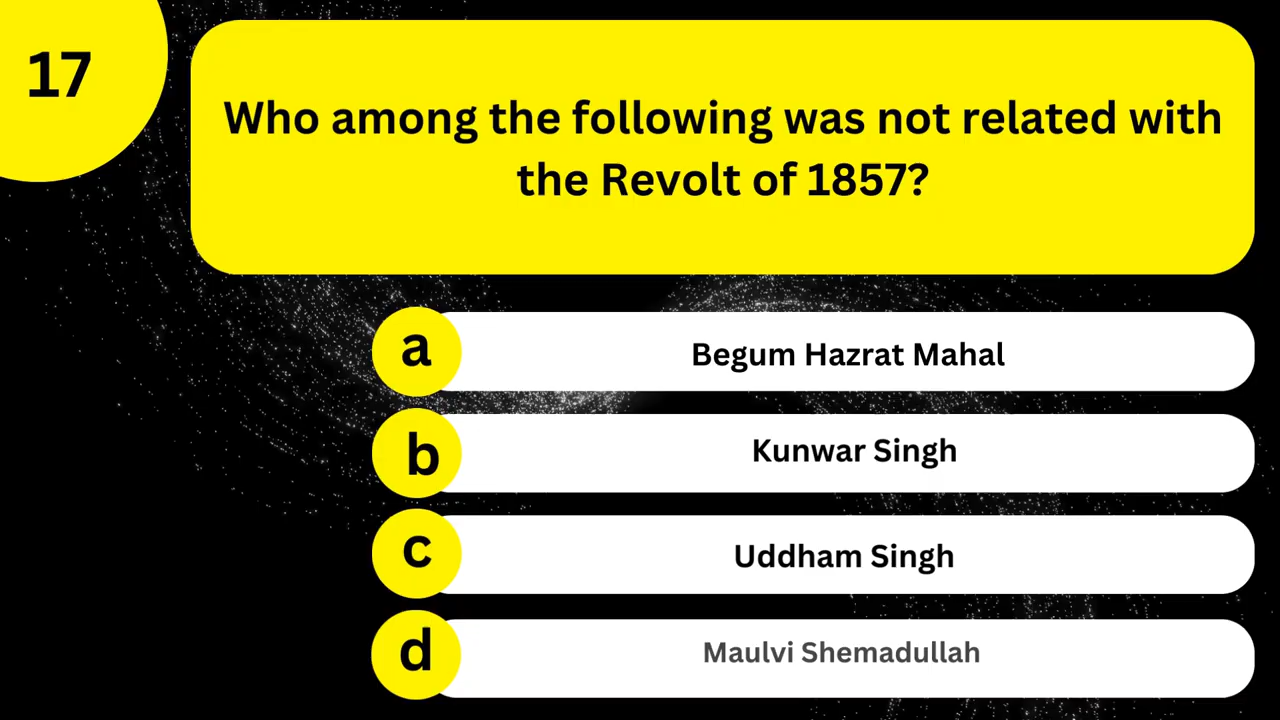 17
Who among the following was not related with
the Revolt of 1857?
a
Begum Hazrat Mahal
b
Kunwar Singh
c
Uddham Singh
d
Maulvi Shemadullah